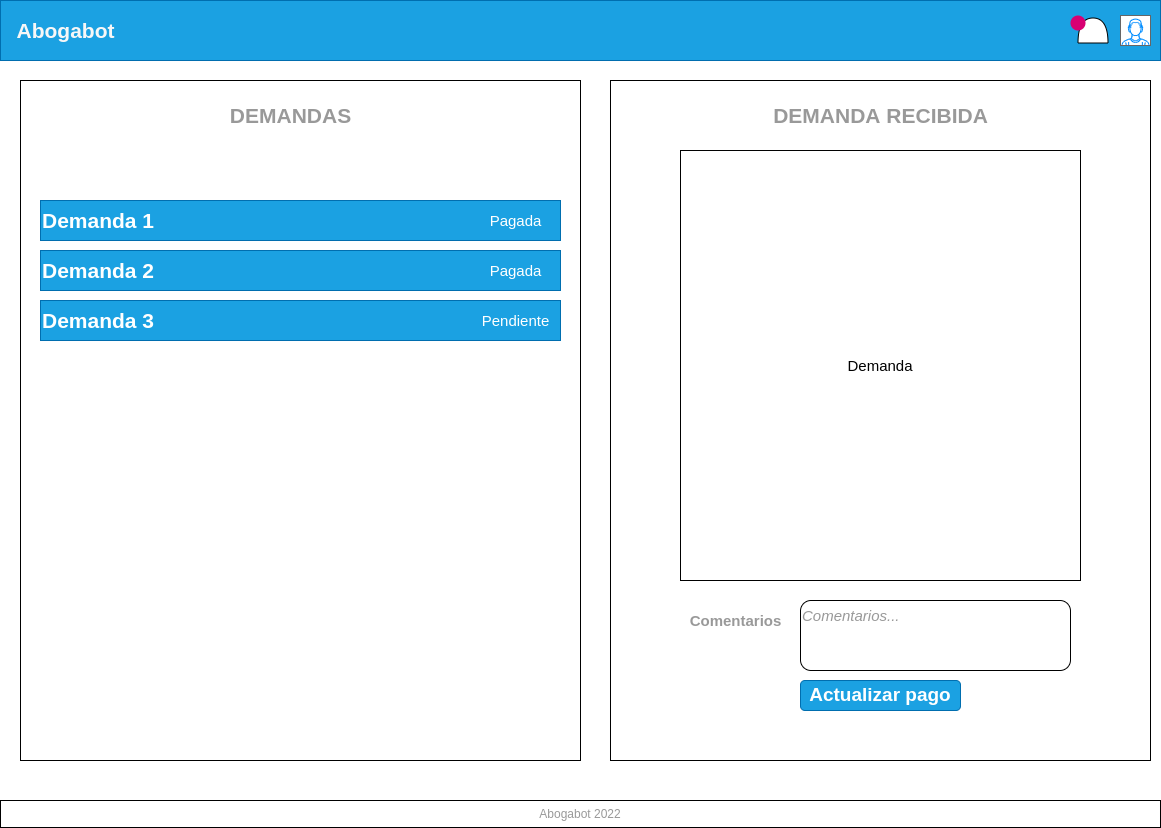 Abogabot
DEMANDAS
Demanda 1 Pagada
Demanda 2 Pagada
Demanda 3 Pendiente
DEMANDA RECIBIDA
Demanda
Comentarios
Comentarios...
Actualizar pago
Abogabot 2022